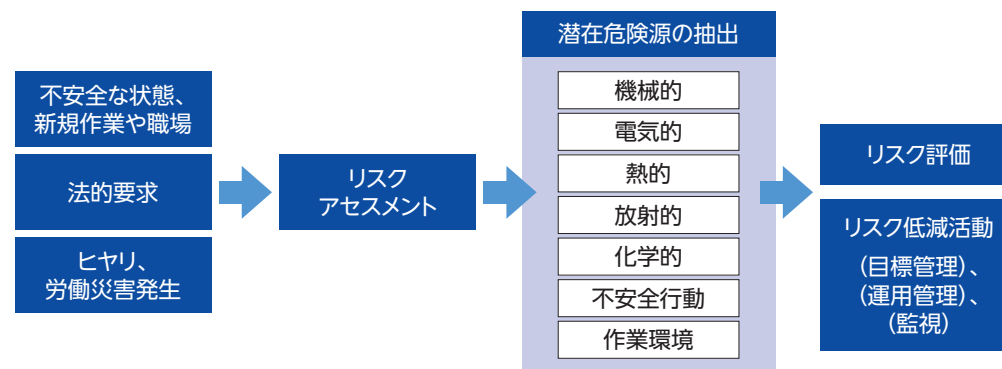 不安全な状態、
新規作業や職場
法的要求
ヒヤリ、
労働災害発生
リスク
アセスメント
潜在危険源の抽出
機械的
電気的
熱的
放射的
化学的
不安全行動
作業環境
リスク評価
リスク低減活動
(目標管理)、
(運用管理)、
(監視)